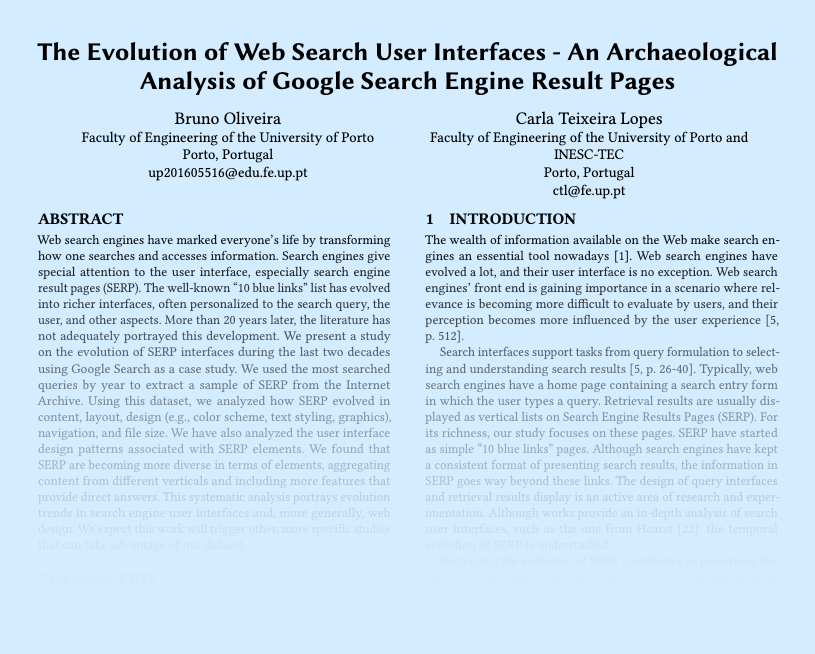 The Evolution of Web Search User Interfaces - An Archaeological
Analysis of Google Search Engine Result Pages
Bruno Oliveira
Faculty of Engineering of the University of Porto
Porto, Portugal
up201605516@edu.fe.up.pt
Carla Teixeira Lopes
Faculty of Engineering of the University of Porto and
INESC-TEC
Porto, Portugal
ctl@fe.up.pt
ABSTRACT
Web search engines have marked everyone's life by transforming
how one searches and accesses information. Search engines give
special attention to the user interface, especially search engine
result pages (SERP). The well-known "10 blue links" list has evolved
into richer interfaces, often personalized to the search query, the
user, and other aspects. More than 20 years later, the literature has
not adequately portrayed this development. We present a study
on the evolution of SERP interfaces during the last two decades
using Google Search as a case study. We used the most searched
queries by year to extract a sample of SERP from the Internet
Archive. Using this dataset, we analyzed how SERP evolved in
content, layout, design (e.g., color scheme, text styling, graphics),
navigation, and file size. We have also analyzed the user interface
design patterns associated with SERP elements. We found that
SERP are becoming more diverse in terms of elements, aggregating
content from different verticals and including more features that
provide direct answers. This systematic analysis portrays evolution
trends in search engine user interfaces and, more generally, web
design. We expect this work will trigger other, more specific studies
that can take advantage of our dataset.
CCS CONCEPTS
1 INTRODUCTION
The wealth of information available on the Web make search en-
gines an essential tool nowadays [1]. Web search engines have
evolved a lot, and their user interface is no exception. Web search
engines' front end is gaining importance in a scenario where rel-
evance is becoming more difficult to evaluate by users, and their
perception becomes more influenced by the user experience [5,
p. 512].
Search interfaces support tasks from query formulation to select-
ing and understanding search results [5, p. 26-40]. Typically, web
search engines have a home page containing a search entry form
in which the user types a query. Retrieval results are usually dis-
played as vertical lists on Search Engine Results Pages (SERP). For
its richness, our study focuses on these pages. SERP have started
as simple "10 blue links" pages. Although search engines have kept
a consistent format of presenting search results, the information in
SERP goes way beyond these links. The design of query interfaces
and retrieval results display is an active area of research and exper-
imentation. Although works provide an in-depth analysis of search
user interfaces, such as the one from Hearst [22], the temporal
evolution of SERP is understudied.
Portraying the evolution of SERP contributes to preserving the